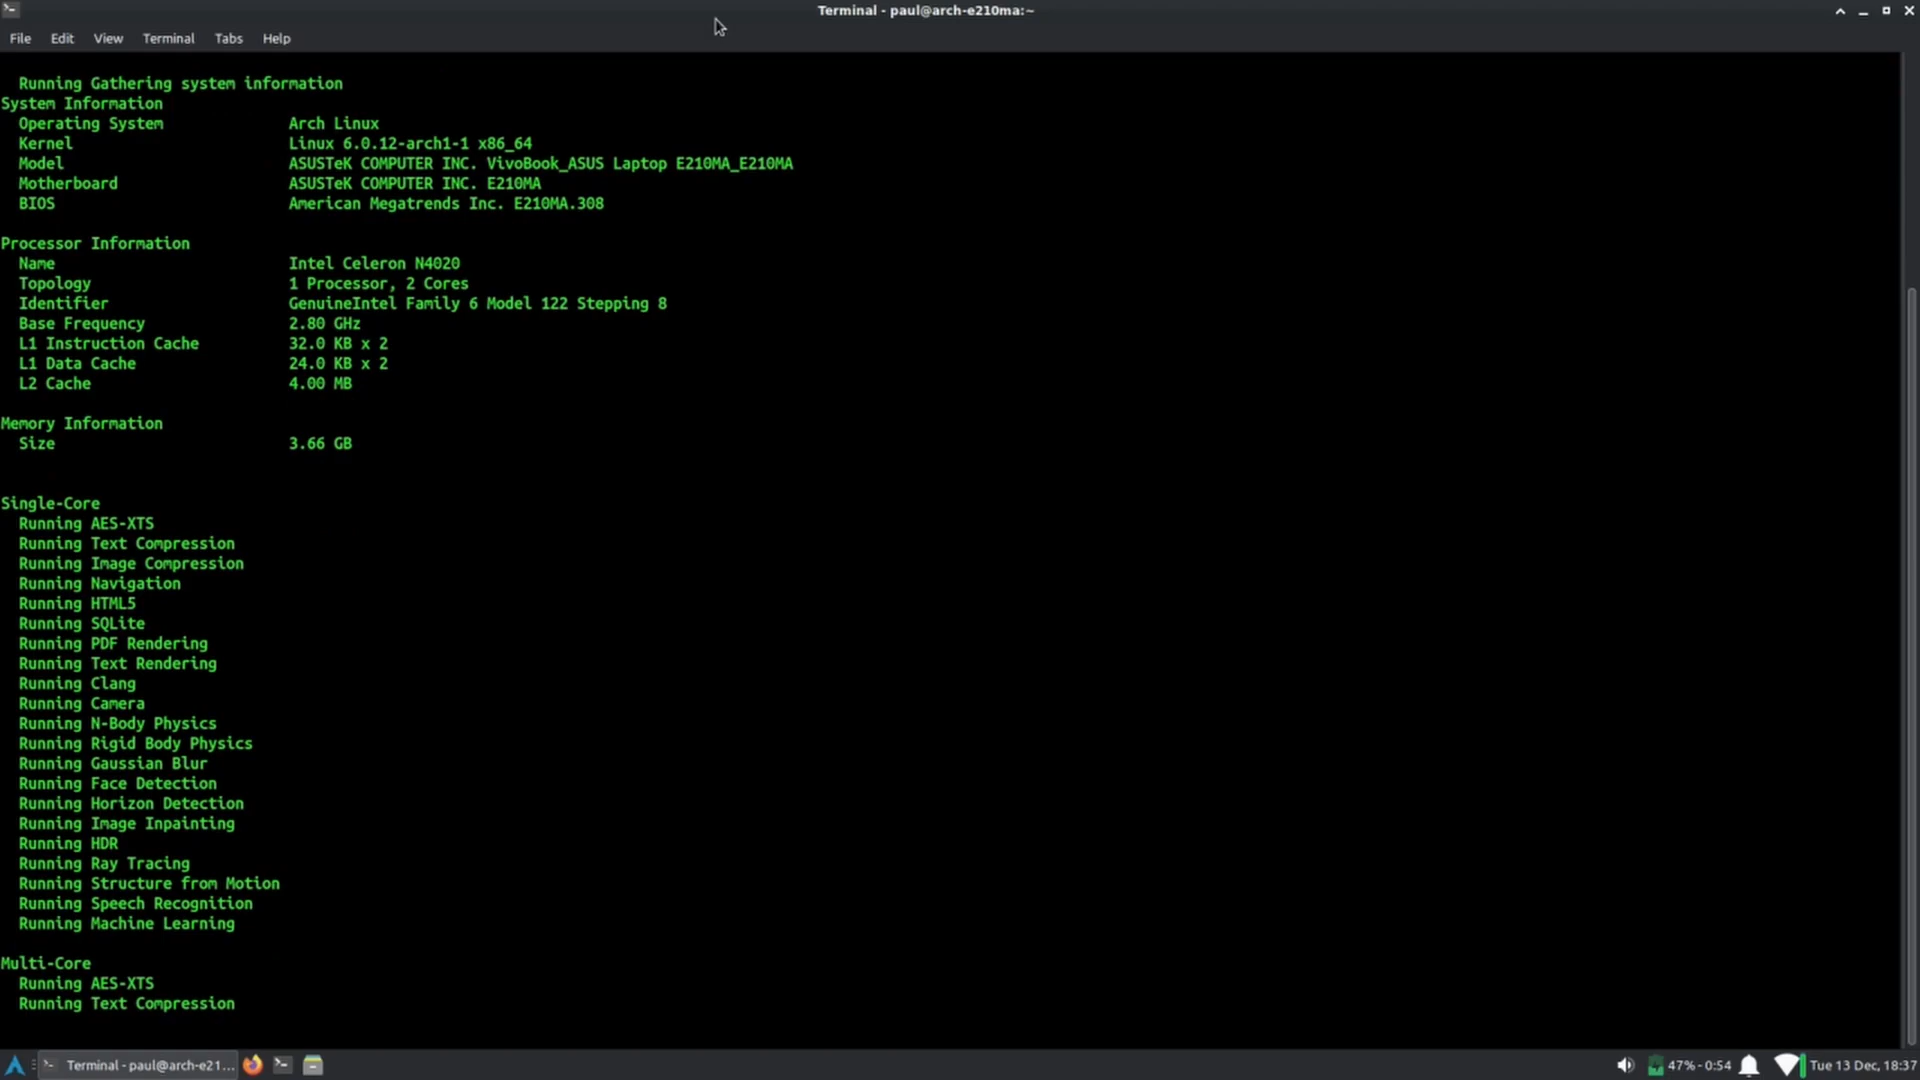 Terminal - paul@arch-e210ma:~
File Edit View Terminal Tabs Help
Running Gathering system information
System Information
Operating System Arch Linux
Kernel Linux 6.0.12-arch1-1 x86_64
Model ASUSTeK COMPUTER INC. VivoBook_ASUS Laptop E210MA_E210MA
Motherboard ASUSTeK COMPUTER INC. E210MA
BIOS American Megatrends Inc. E210MA.308
Processor Information
Name Intel Celeron N4020
Topology 1 Processor, 2 Cores
Identifier GenuineIntel Family 6 Model 122 Stepping 8
Base Frequency 2.80 GHz
L1 Instruction Cache 32.0 KB x 2
L1 Data Cache 24.0 KB x 2
L2 Cache 4.00 MB
Memory Information
Size 3.66 GB
Single-Core
Running AES-XTS
Running Text Compression
Running Image Compression
Running Navigation
Running HTML5
Running SQLite
Running PDF Rendering
Running Text Rendering
Running Clang
Running Camera
Running N-Body Physics
Running Rigid Body Physics
Running Gaussian Blur
Running Face Detection
Running Horizon Detection
Running Image Inpainting
Running HDR
Running Ray Tracing
Running Structure from Motion
Running Speech Recognition
Running Machine Learning
Multi-Core
Running AES-XTS
Running Text Compression
Terminal - paul@arch-e21... 47% - 0:54 Tue 13 Dec, 18:37